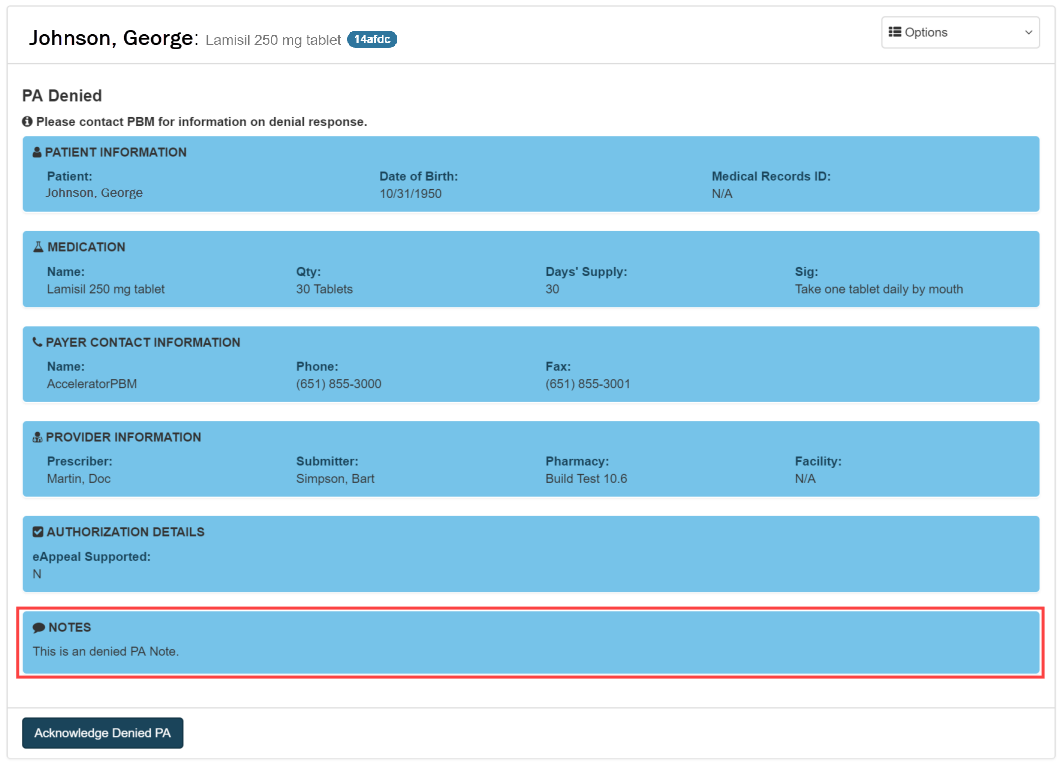 Johnson, George: Lamisil 250 mg tablet 14afdc Options
PA Denied
Please contact PBM for information on denial response.
PATIENT INFORMATION
Patient: Date of Birth: Medical Records ID:
Johnson, George 10/31/1950 N/A
MEDICATION
Name: Qty: Days' Supply: Sig:
Lamisil 250 mg tablet 30 Tablets 30 Take one tablet daily by mouth
PAYER CONTACT INFORMATION
Name: Phone: Fax:
AcceleratorPBM (651) 855-3000 (651) 855-3001
PROVIDER INFORMATION
Prescriber: Submitter: Pharmacy: Facility:
Martin, Doc Simpson, Bart Build Test 10.6 N/A
AUTHORIZATION DETAILS
eAppeal Supported:
N
NOTES
This is an denied PA Note.
Acknowledge Denied PA